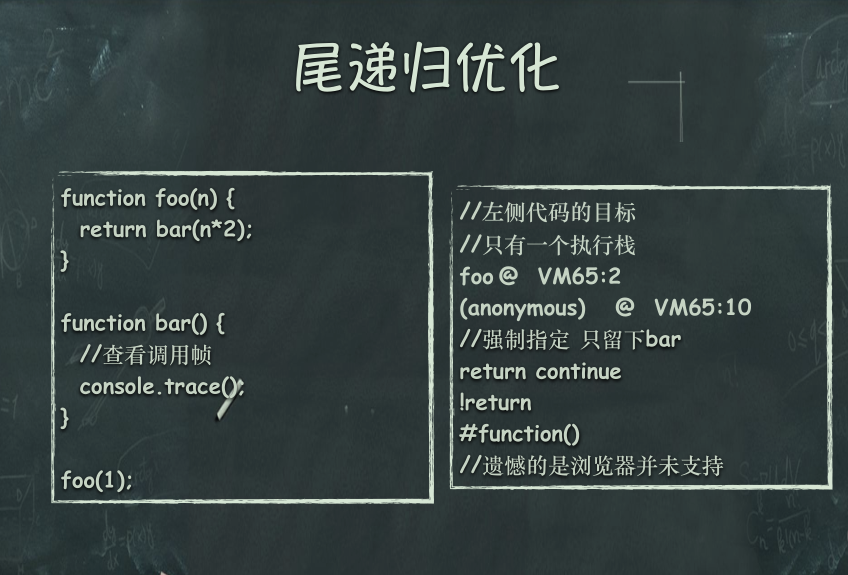 尾递归优化
function foo(n) {
return bar(n*2);
}
function bar() {
//查看调用帧
console.trace();
}
foo(1);
//左侧代码的目标
//只有一个执行栈
foo @ VM65:2
(anonymous) @ VM65:10
//强制指定 只留下bar
return continue
!return
#function()
//遗憾的是浏览器并未支持